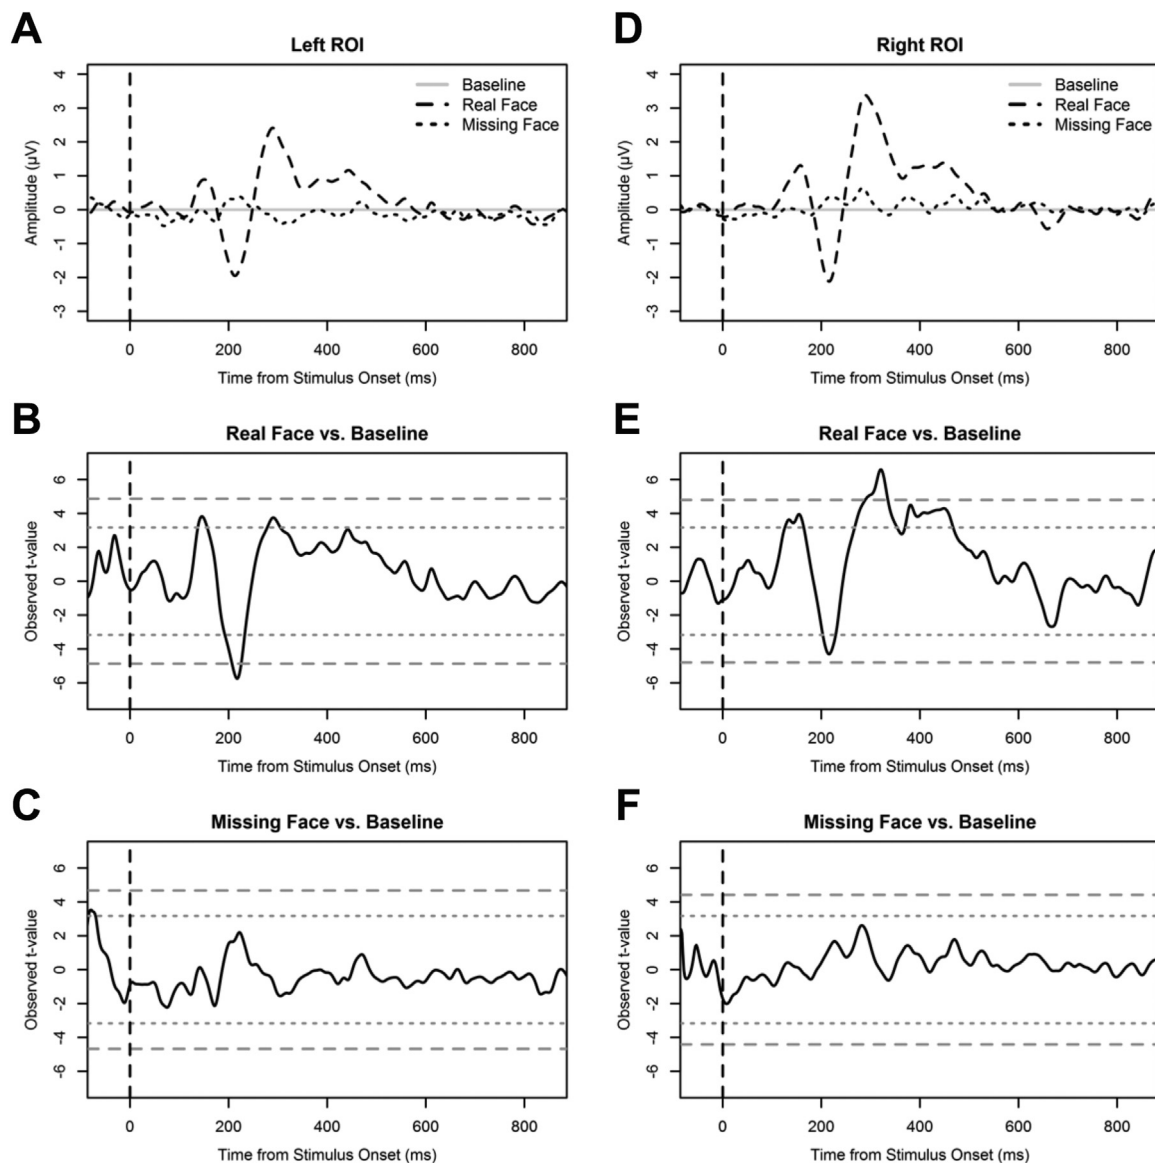 A
Left ROI
Amplitude (µV)
4
3
2
1
0
-1
-2
-3
Baseline
Real Face
Missing Face
0 200 400 600 800
Time from Stimulus Onset (ms)
D
Right ROI
Amplitude (µV)
4
3
2
1
0
-1
-2
-3
Baseline
Real Face
Missing Face
0 200 400 600 800
Time from Stimulus Onset (ms)
B
Real Face vs. Baseline
Observed t-value
6
4
2
0
-2
-4
-6
0 200 400 600 800
Time from Stimulus Onset (ms)
E
Real Face vs. Baseline
Observed t-value
6
4
2
0
-2
-4
-6
0 200 400 600 800
Time from Stimulus Onset (ms)
C
Missing Face vs. Baseline
Observed t-value
6
4
2
0
-2
-4
-6
0 200 400 600 800
Time from Stimulus Onset (ms)
F
Missing Face vs. Baseline
Observed t-value
6
4
2
0
-2
-4
-6
0 200 400 600 800
Time from Stimulus Onset (ms)